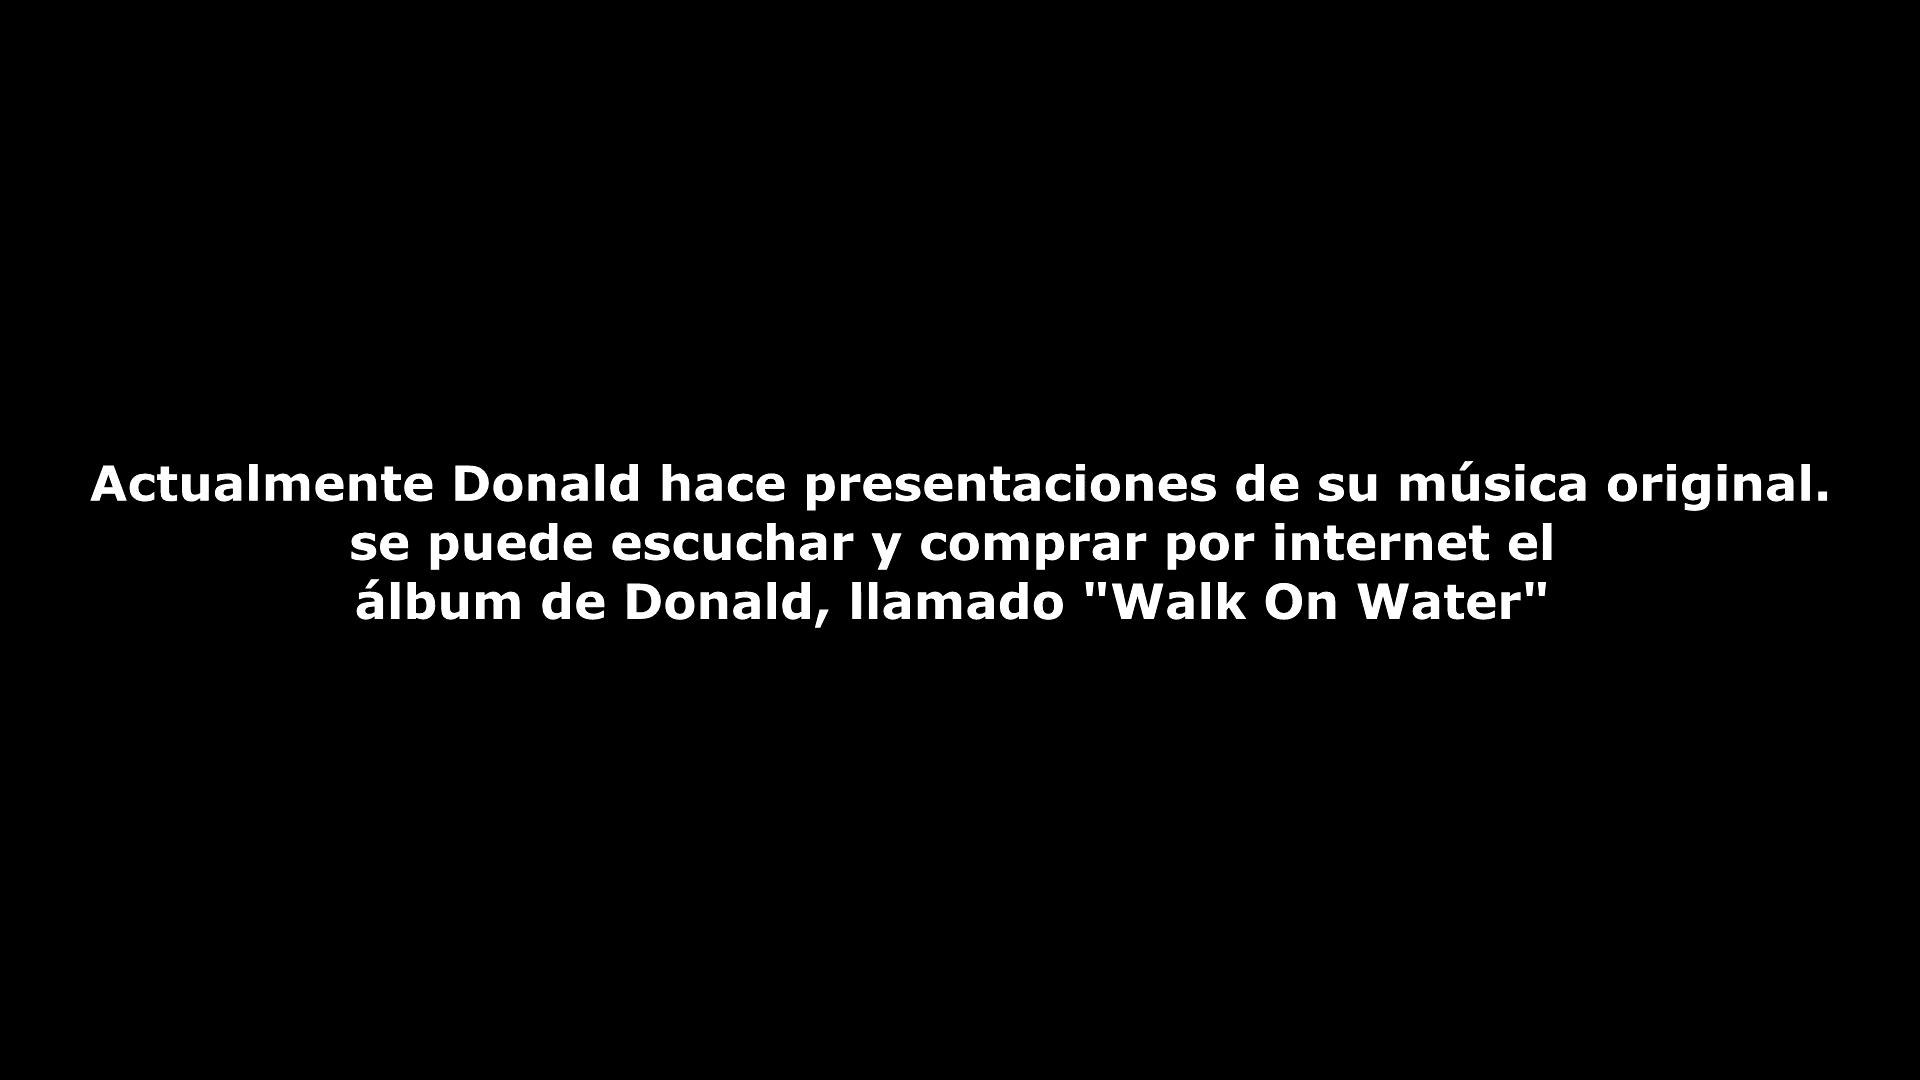 Actualmente Donald hace presentaciones de su música original.
se puede escuchar y comprar por internet el
álbum de Donald, llamado "Walk On Water"